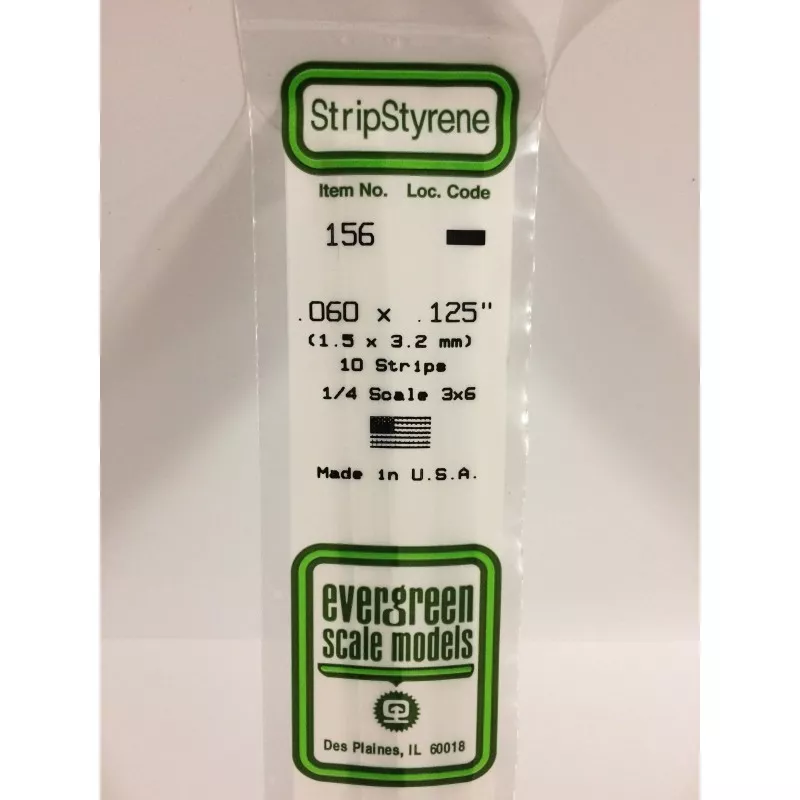 StripStyrene
Item No. Loc. Code
156
.060 x .125"
(1.5 x 3.2 mm)
10 Strips
1/4 Scale 3x6
Made in U.S.A.
evergreen
scale models
Des Plaines, IL 60018